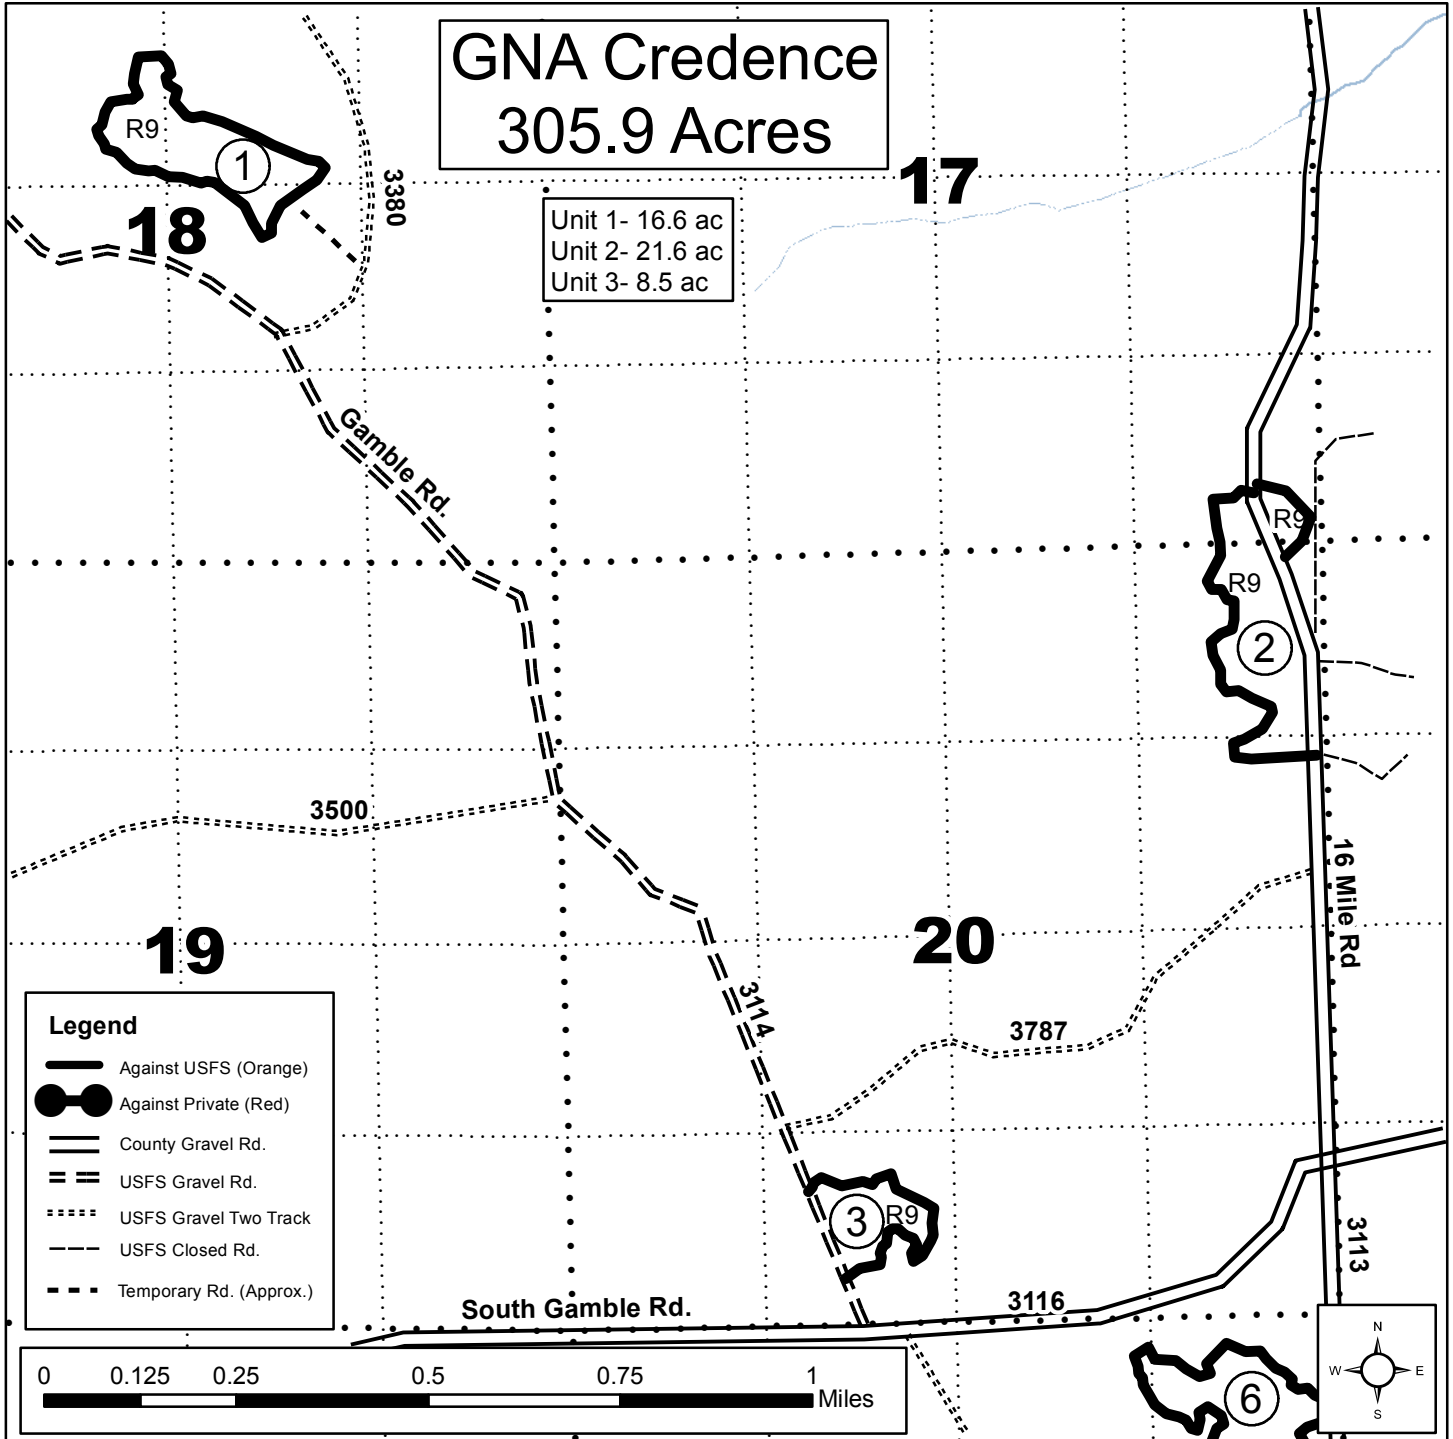 GNA Credence
305.9 Acres
R9
1
3380
17
18
Unit 1- 16.6 ac
Unit 2- 21.6 ac
Unit 3- 8.5 ac
Gamble Rd.
R9
R9
2
3500
16 Mile Rd
19
20
3114
3787
Legend
Against USFS (Orange)
Against Private (Red)
County Gravel Rd.
USFS Gravel Rd.
USFS Gravel Two Track
USFS Closed Rd.
Temporary Rd. (Approx.)
3
R9
3113
South Gamble Rd.
3116
0 0.125 0.25 0.5 0.75 1
Miles
6
N
W E
S